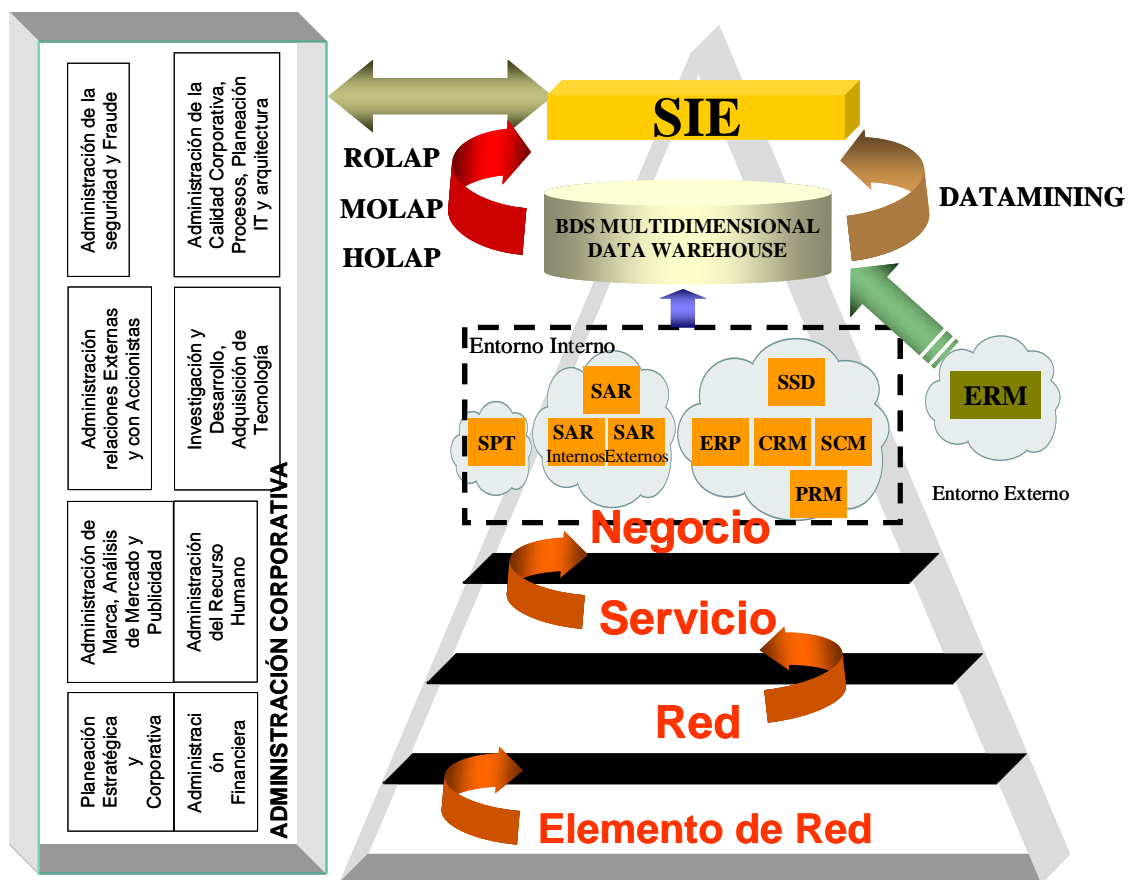 Administración de la
seguridad y Fraude
Administración de la
Calidad Corporativa,
Procesos, Planeación
IT y arquitectura
Administración
relaciones Externas
y con Accionistas
Investigación y
Desarrollo,
Adquisición de
Tecnología
Administración de
Marca, Análisis
de Mercado y
Publicidad
Administración
del Recurso
Humano
Planeación
Estratégica
y
Corporativa
Administraci
ón
Financiera
ADMINISTRACIÓN CORPORATIVA
SIE
ROLAP
MOLAP
HOLAP
DATAMINING
BDS MULTIDIMENSIONAL
DATA WAREHOUSE
Entorno Interno
SPT
SAR
SAR
Internos
SAR
Externos
SSD
ERP
CRM
SCM
PRM
ERM
Entorno Externo
Negocio
Servicio
Red
Elemento de Red